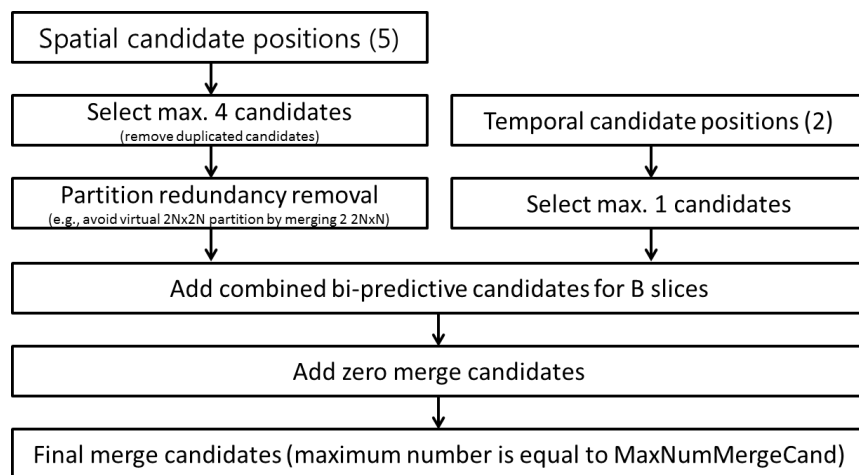 Spatial candidate positions (5)
Select max. 4 candidates
(remove duplicated candidates)
Temporal candidate positions (2)
Partition redundancy removal
(e.g., avoid virtual 2Nx2N partition by merging 2 2NxN)
Select max. 1 candidates
Add combined bi-predictive candidates for B slices
Add zero merge candidates
Final merge candidates (maximum number is equal to MaxNumMergeCand)